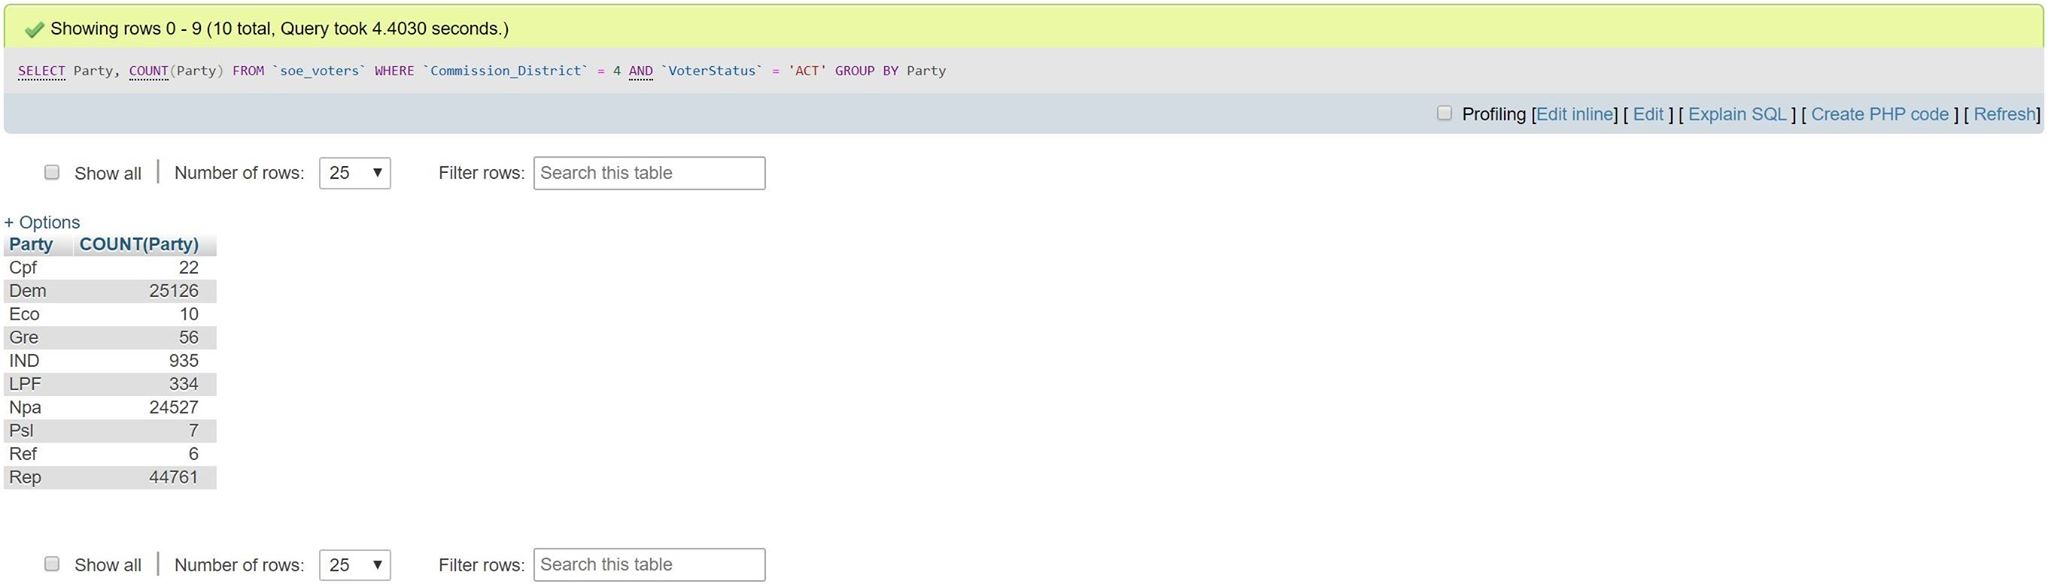 Showing rows 0 - 9 (10 total, Query took 4.4030 seconds.)
SELECT Party, COUNT(Party) FROM `soe_voters` WHERE `Commission_District` = 4 AND `VoterStatus` = 'ACT' GROUP BY Party
Profiling [Edit inline] [ Edit ] [ Explain SQL ] [ Create PHP code ] [ Refresh]
Show all | Number of rows: 25 ▼ Filter rows: Search this table
+ Options
Party COUNT(Party)
Cpf 22
Dem 25126
Eco 10
Gre 56
IND 935
LPF 334
Npa 24527
Psl 7
Ref 6
Rep 44761
Show all | Number of rows: 25 ▼ Filter rows: Search this table